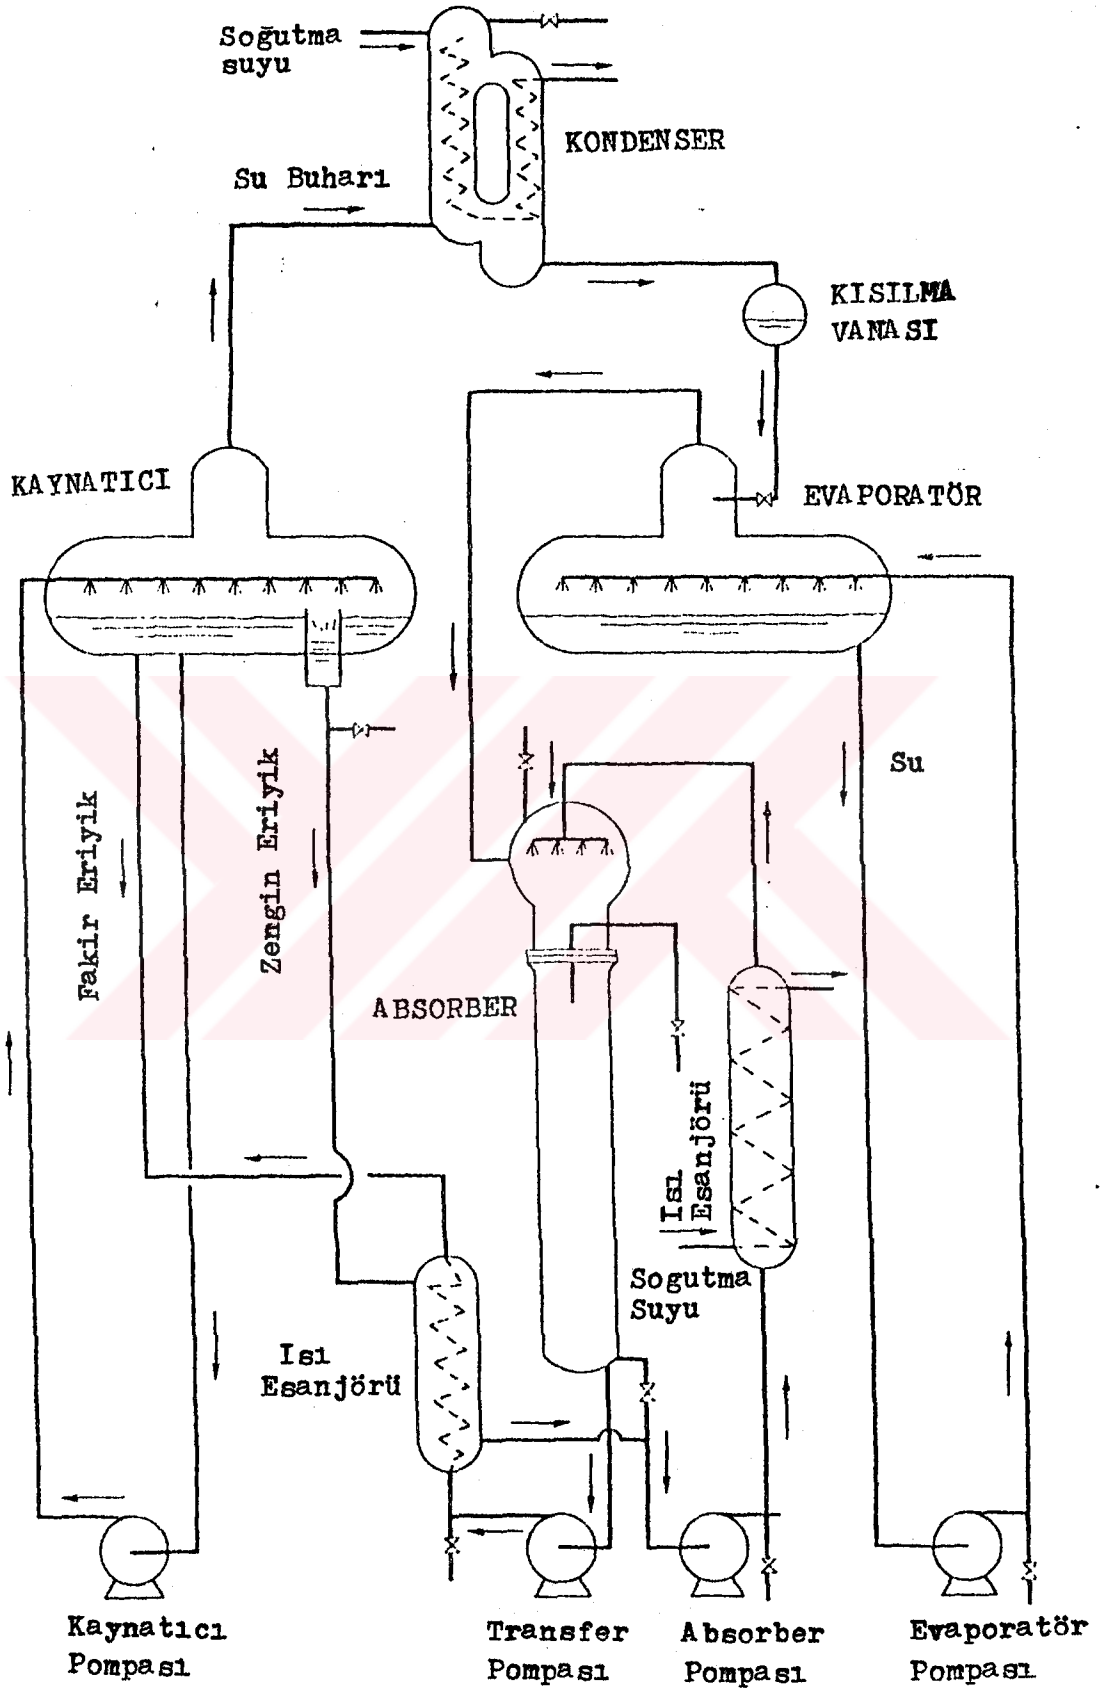 Soğutma
suyu
KONDENSER
Su Buharı
KISILMA
VANASI
KAYNATICI
EVAPORATÖR
Su
Fakir Eriyik
Zengin Eriyik
ABSORBER
Isı
Esanjörü
Sogutma
Suyu
Isı
Esanjörü
Kaynatıcı
Pompası
Transfer
Pompası
Absorber
Pompası
Evaporatör
Pompası